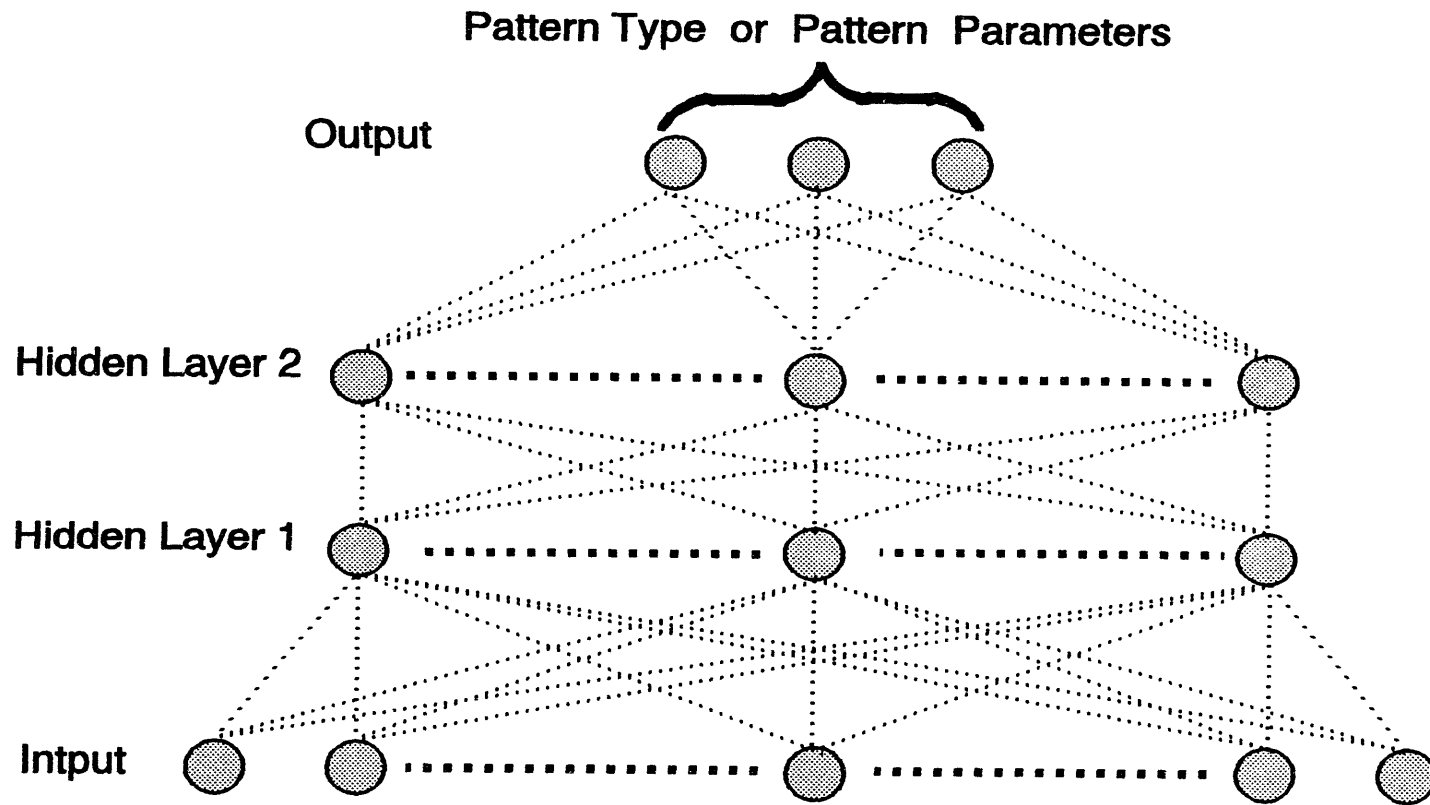 Pattern Type or Pattern Parameters
Output
Hidden Layer 2
Hidden Layer 1
Intput